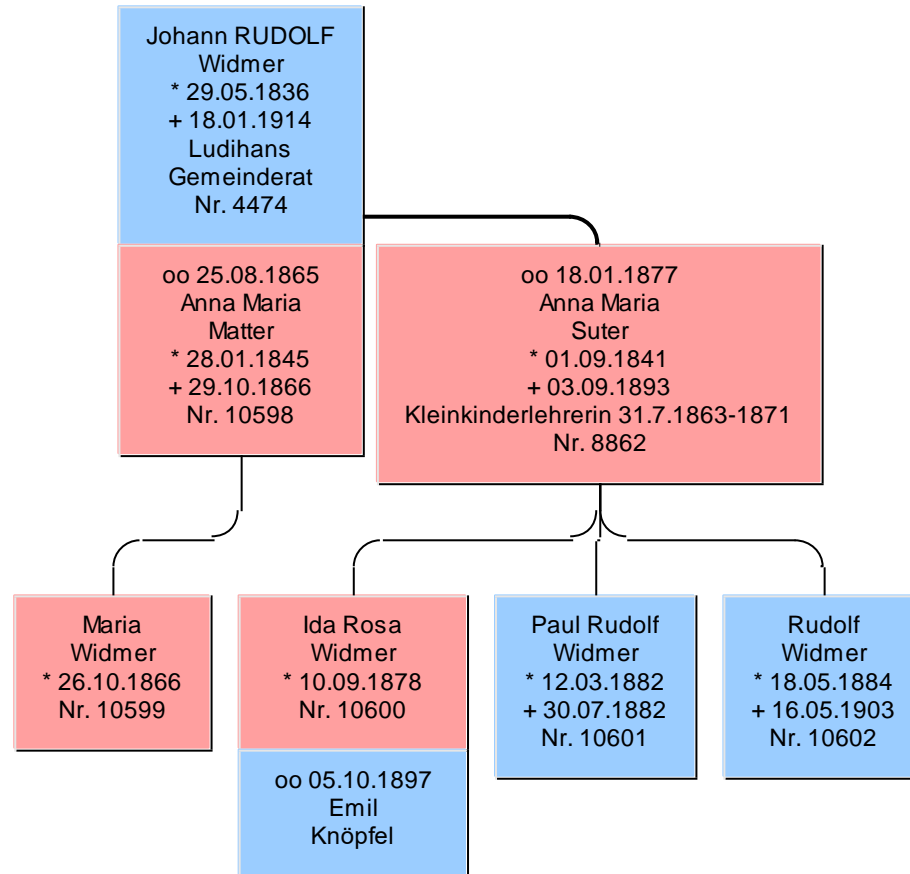 Johann RUDOLF
Widmer
* 29.05.1836
+ 18.01.1914
Ludihans
Gemeinderat
Nr. 4474
oo 25.08.1865
Anna Maria
Matter
* 28.01.1845
+ 29.10.1866
Nr. 10598
oo 18.01.1877
Anna Maria
Suter
* 01.09.1841
+ 03.09.1893
Kleinkinderlehrerin 31.7.1863-1871
Nr. 8862
Maria
Widmer
* 26.10.1866
Nr. 10599
Ida Rosa
Widmer
* 10.09.1878
Nr. 10600
oo 05.10.1897
Emil
Knöpfel
Paul Rudolf
Widmer
* 12.03.1882
+ 30.07.1882
Nr. 10601
Rudolf
Widmer
* 18.05.1884
+ 16.05.1903
Nr. 10602